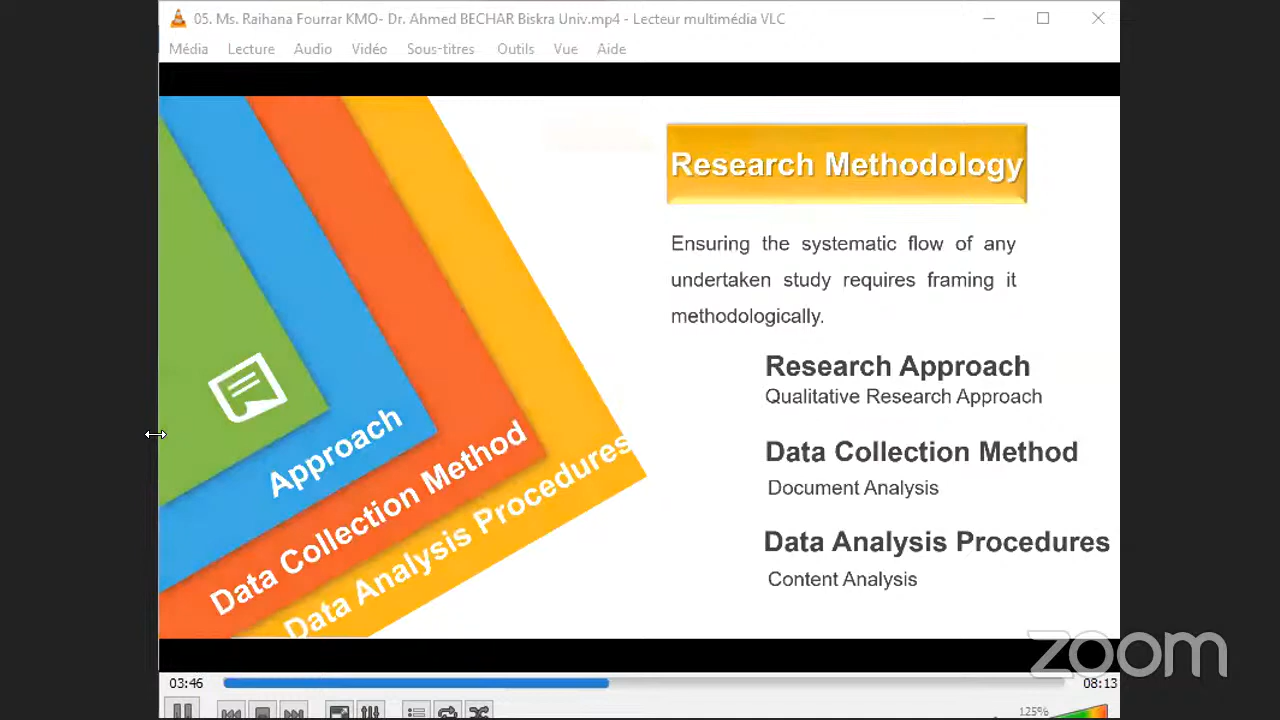 05. Ms. Raihana Fourrar KMO- Dr. Ahmed BECHAR Biskra Univ.mp4 - Lecteur multimédia VLC
Média Lecture Audio Vidéo Sous-titres Outils Vue Aide
Research Methodology
Ensuring the systematic flow of any
undertaken study requires framing it
methodologically.
Research Approach
Qualitative Research Approach
Data Collection Method
Document Analysis
Data Analysis Procedures
Content Analysis
Approach
Data Collection Method
Data Analysis Procedures
zoom
03:46
08:13
125%